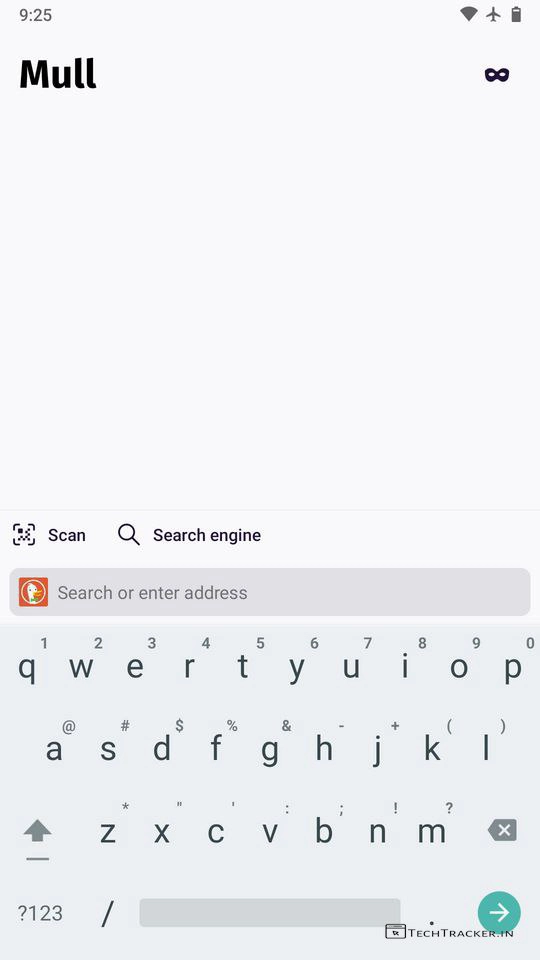 9:25
Mull
Scan Search engine
Search or enter address
1 2 3 4 5 6 7 8 9 0
q w e r t y u i o p
@ # $ % & - + ( )
a s d f g h j k l
* " ' : ; ! ?
z x c v b n m
?123 / .
TECHTRACKER.IN